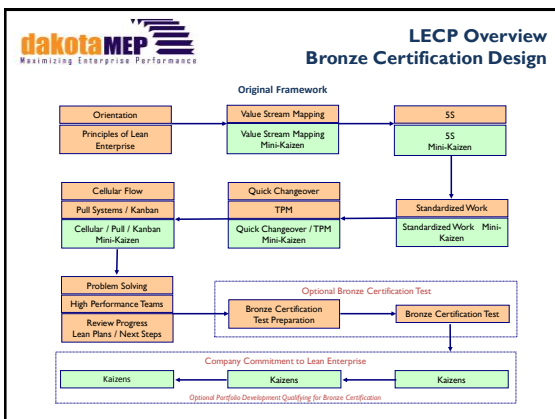 dakotaMEP
Maximizing Enterprise Performance
LECP Overview
Bronze Certification Design
Original Framework
Orientation
Principles of Lean
Enterprise
Value Stream Mapping
Value Stream Mapping
Mini-Kaizen
5S
5S
Mini-Kaizen
Cellular Flow
Pull Systems / Kanban
Cellular / Pull / Kanban
Mini-Kaizen
Quick Changeover
TPM
Quick Changeover / TPM
Mini-Kaizen
Standardized Work
Standardized Work Mini-
Kaizen
Problem Solving
High Performance Teams
Review Progress
Lean Plans / Next Steps
Optional Bronze Certification Test
Bronze Certification
Test Preparation
Bronze Certification Test
Company Commitment to Lean Enterprise
Kaizens
Kaizens
Kaizens
Optional Portfolio Development Qualifying for Bronze Certification